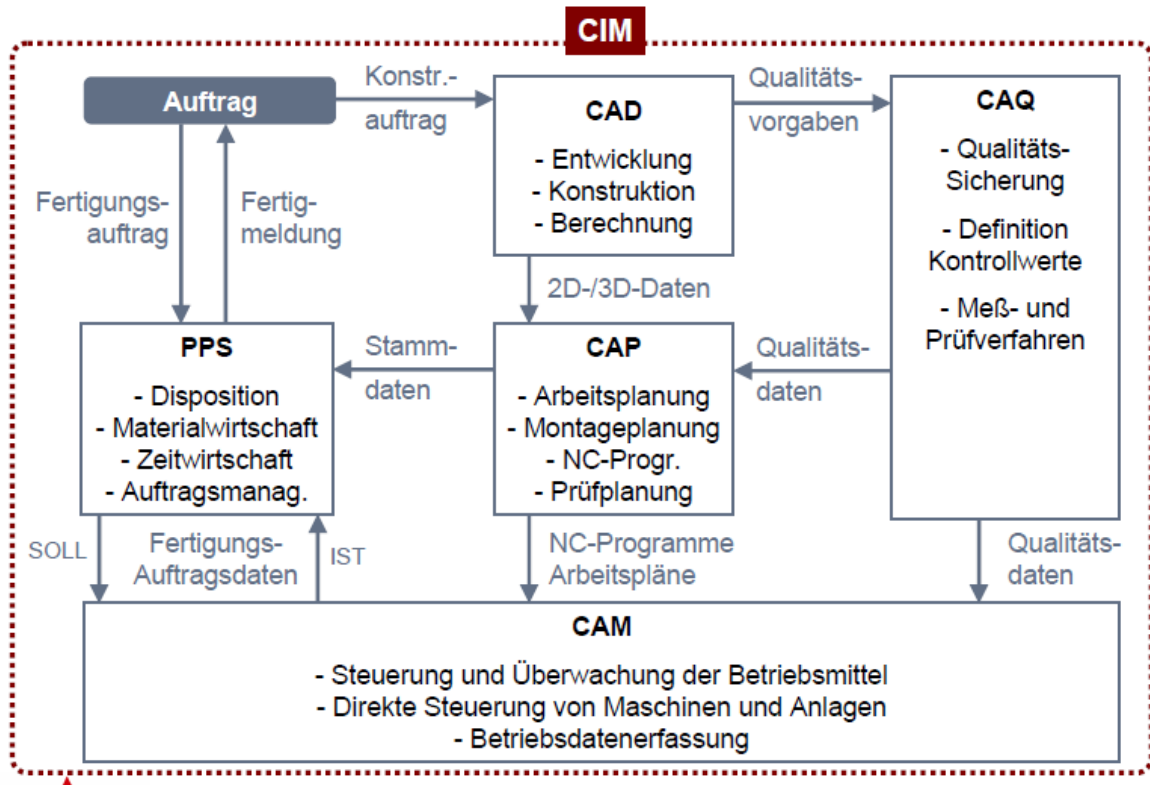 CIM
Auftrag
Konstr.-
auftrag
CAD
- Entwicklung
- Konstruktion
- Berechnung
Qualitäts-
vorgaben
CAQ
- Qualitäts-
Sicherung
- Definition
Kontrollwerte
- Meß- und
Prüfverfahren
Fertigungs-
auftrag
Fertig-
meldung
2D-/3D-Daten
PPS
- Disposition
- Materialwirtschaft
- Zeitwirtschaft
- Auftragsmanag.
Stamm-
daten
CAP
- Arbeitsplanung
- Montageplanung
- NC-Progr.
- Prüfplanung
Qualitäts-
daten
SOLL
Fertigungs-
Auftragsdaten
IST
NC-Programme
Arbeitspläne
Qualitäts-
daten
CAM
- Steuerung und Überwachung der Betriebsmittel
- Direkte Steuerung von Maschinen und Anlagen
- Betriebsdatenerfassung